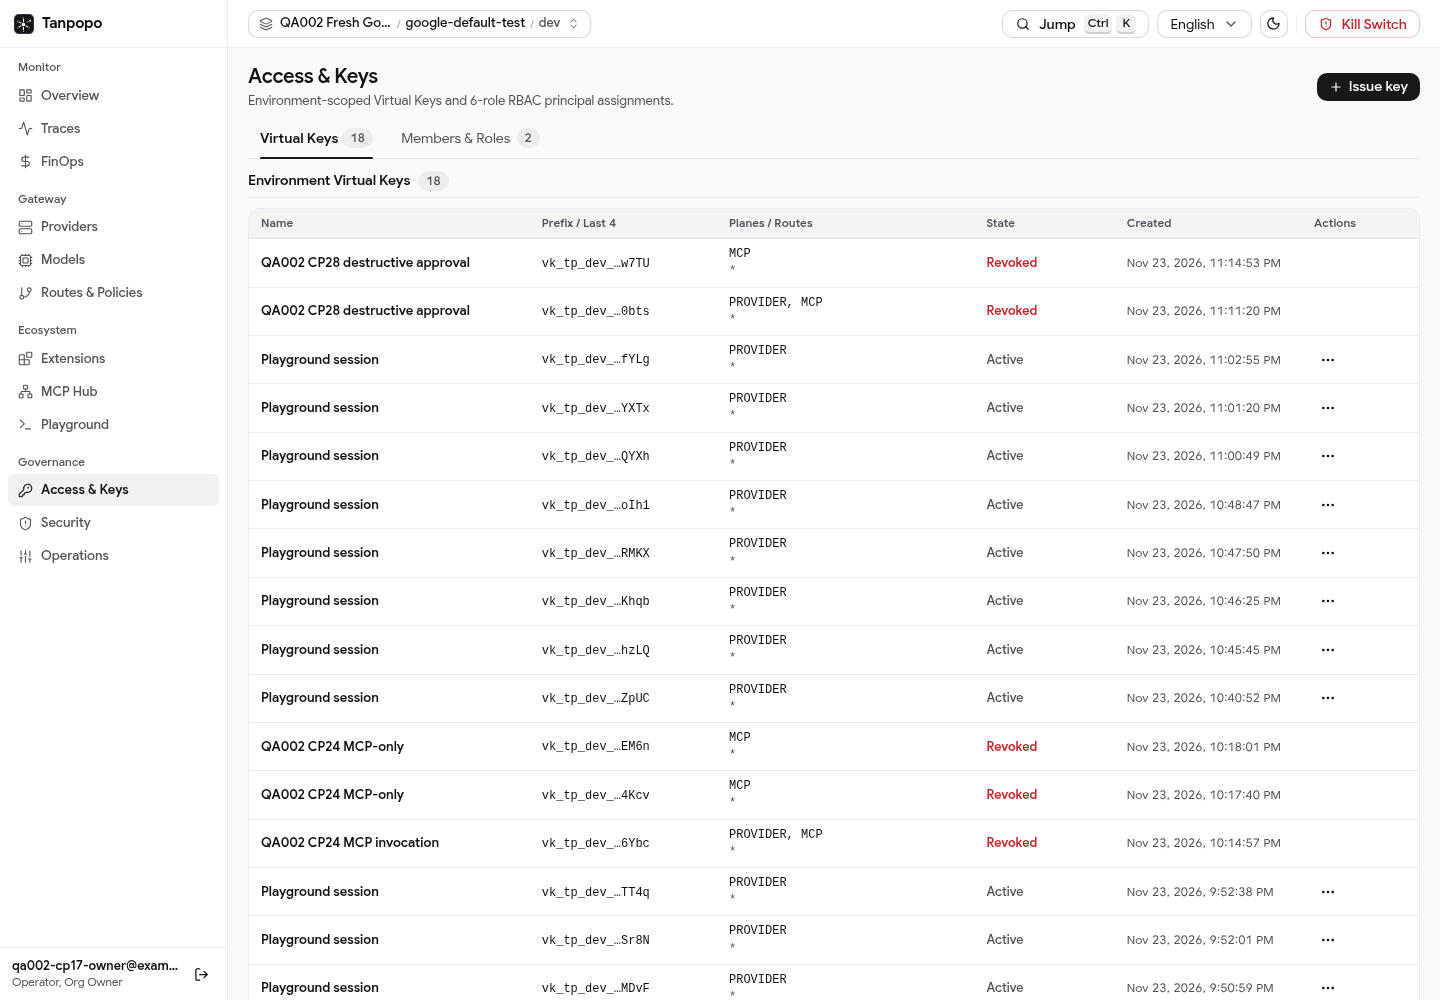 Tanpopo
QA002 Fresh Go... / google-default-test / dev
Jump Ctrl K
English
Kill Switch
Monitor
Overview
Traces
FinOps
Gateway
Providers
Models
Routes & Policies
Ecosystem
Extensions
MCP Hub
Playground
Governance
Access & Keys
Security
Operations
qa002-cp17-owner@exam...
Operator, Org Owner
Access & Keys
Environment-scoped Virtual Keys and 6-role RBAC principal assignments.
+ Issue key
Virtual Keys 18 Members & Roles 2
Environment Virtual Keys 18
Name Prefix / Last 4 Planes / Routes State Created Actions
QA002 CP28 destructive approval vk_tp_dev_…w7TU MCP * Revoked Nov 23, 2026, 11:14:53 PM
QA002 CP28 destructive approval vk_tp_dev_…0bts PROVIDER, MCP * Revoked Nov 23, 2026, 11:11:20 PM
Playground session vk_tp_dev_…fYLg PROVIDER * Active Nov 23, 2026, 11:02:55 PM ...
Playground session vk_tp_dev_…YXTx PROVIDER * Active Nov 23, 2026, 11:01:20 PM ...
Playground session vk_tp_dev_…QYXh PROVIDER * Active Nov 23, 2026, 11:00:49 PM ...
Playground session vk_tp_dev_…oIh1 PROVIDER * Active Nov 23, 2026, 10:48:47 PM ...
Playground session vk_tp_dev_…RMKX PROVIDER * Active Nov 23, 2026, 10:47:50 PM ...
Playground session vk_tp_dev_…Khqb PROVIDER * Active Nov 23, 2026, 10:46:25 PM ...
Playground session vk_tp_dev_…hzLQ PROVIDER * Active Nov 23, 2026, 10:45:45 PM ...
Playground session vk_tp_dev_…ZpUC PROVIDER * Active Nov 23, 2026, 10:40:52 PM ...
QA002 CP24 MCP-only vk_tp_dev_…EM6n MCP * Revoked Nov 23, 2026, 10:18:01 PM
QA002 CP24 MCP-only vk_tp_dev_…4Kcv MCP * Revoked Nov 23, 2026, 10:17:40 PM
QA002 CP24 MCP invocation vk_tp_dev_…6Ybc PROVIDER, MCP * Revoked Nov 23, 2026, 10:14:57 PM
Playground session vk_tp_dev_…TT4q PROVIDER * Active Nov 23, 2026, 9:52:38 PM ...
Playground session vk_tp_dev_…Sr8N PROVIDER * Active Nov 23, 2026, 9:52:01 PM ...
Playground session vk_tp_dev_…MDvF PROVIDER * Active Nov 23, 2026, 9:50:59 PM ...